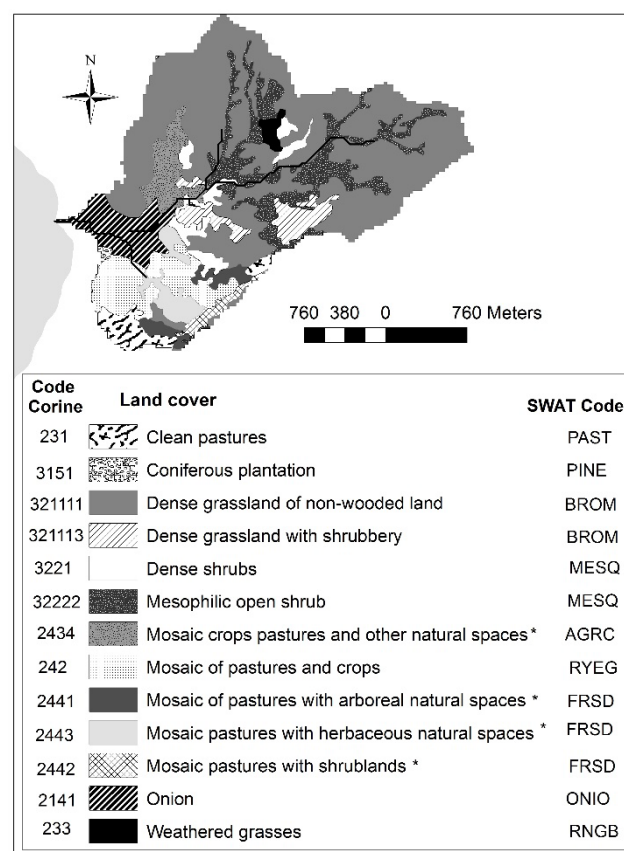 N
760 380 0 760 Meters
Code Corine Land cover SWAT Code
231 Clean pastures PAST
3151 Coniferous plantation PINE
321111 Dense grassland of non-wooded land BROM
321113 Dense grassland with shrubbery BROM
3221 Dense shrubs MESQ
32222 Mesophilic open shrub MESQ
2434 Mosaic crops pastures and other natural spaces * AGRC
242 Mosaic of pastures and crops RYEG
2441 Mosaic of pastures with arboreal natural spaces * FRSD
2443 Mosaic pastures with herbaceous natural spaces * FRSD
2442 Mosaic pastures with shrublands * FRSD
2141 Onion ONIO
233 Weathered grasses RNGB